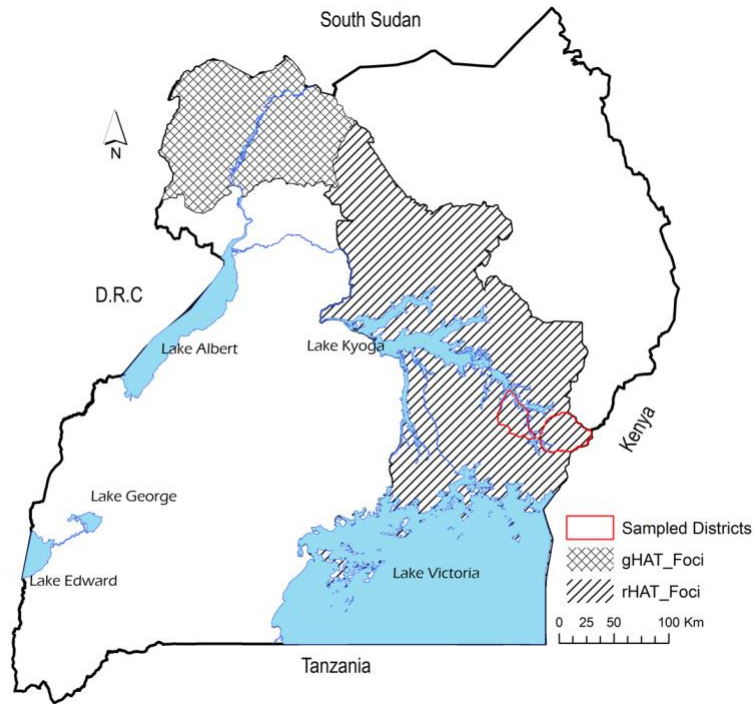 South Sudan
N
D.R.C
Lake Albert
Lake Kyoga
Kenya
Lake George
Lake Edward
Lake Victoria
Sampled Districts
gHAT_Foci
rHAT_Foci
0 25 50 100 Km
Tanzania